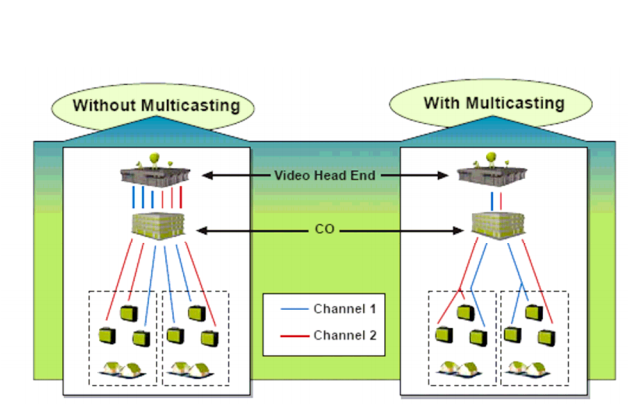 Without Multicasting
With Multicasting
Video Head End
CO
Channel 1
Channel 2